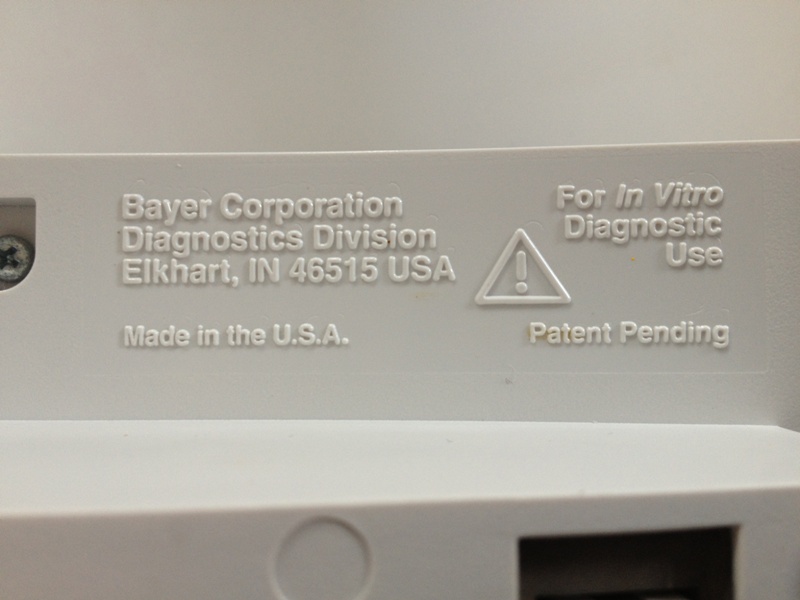 Bayer Corporation
Diagnostics Division
Elkhart, IN 46515 USA
Made in the U.S.A.
For In Vitro
Diagnostic
Use
Patent Pending